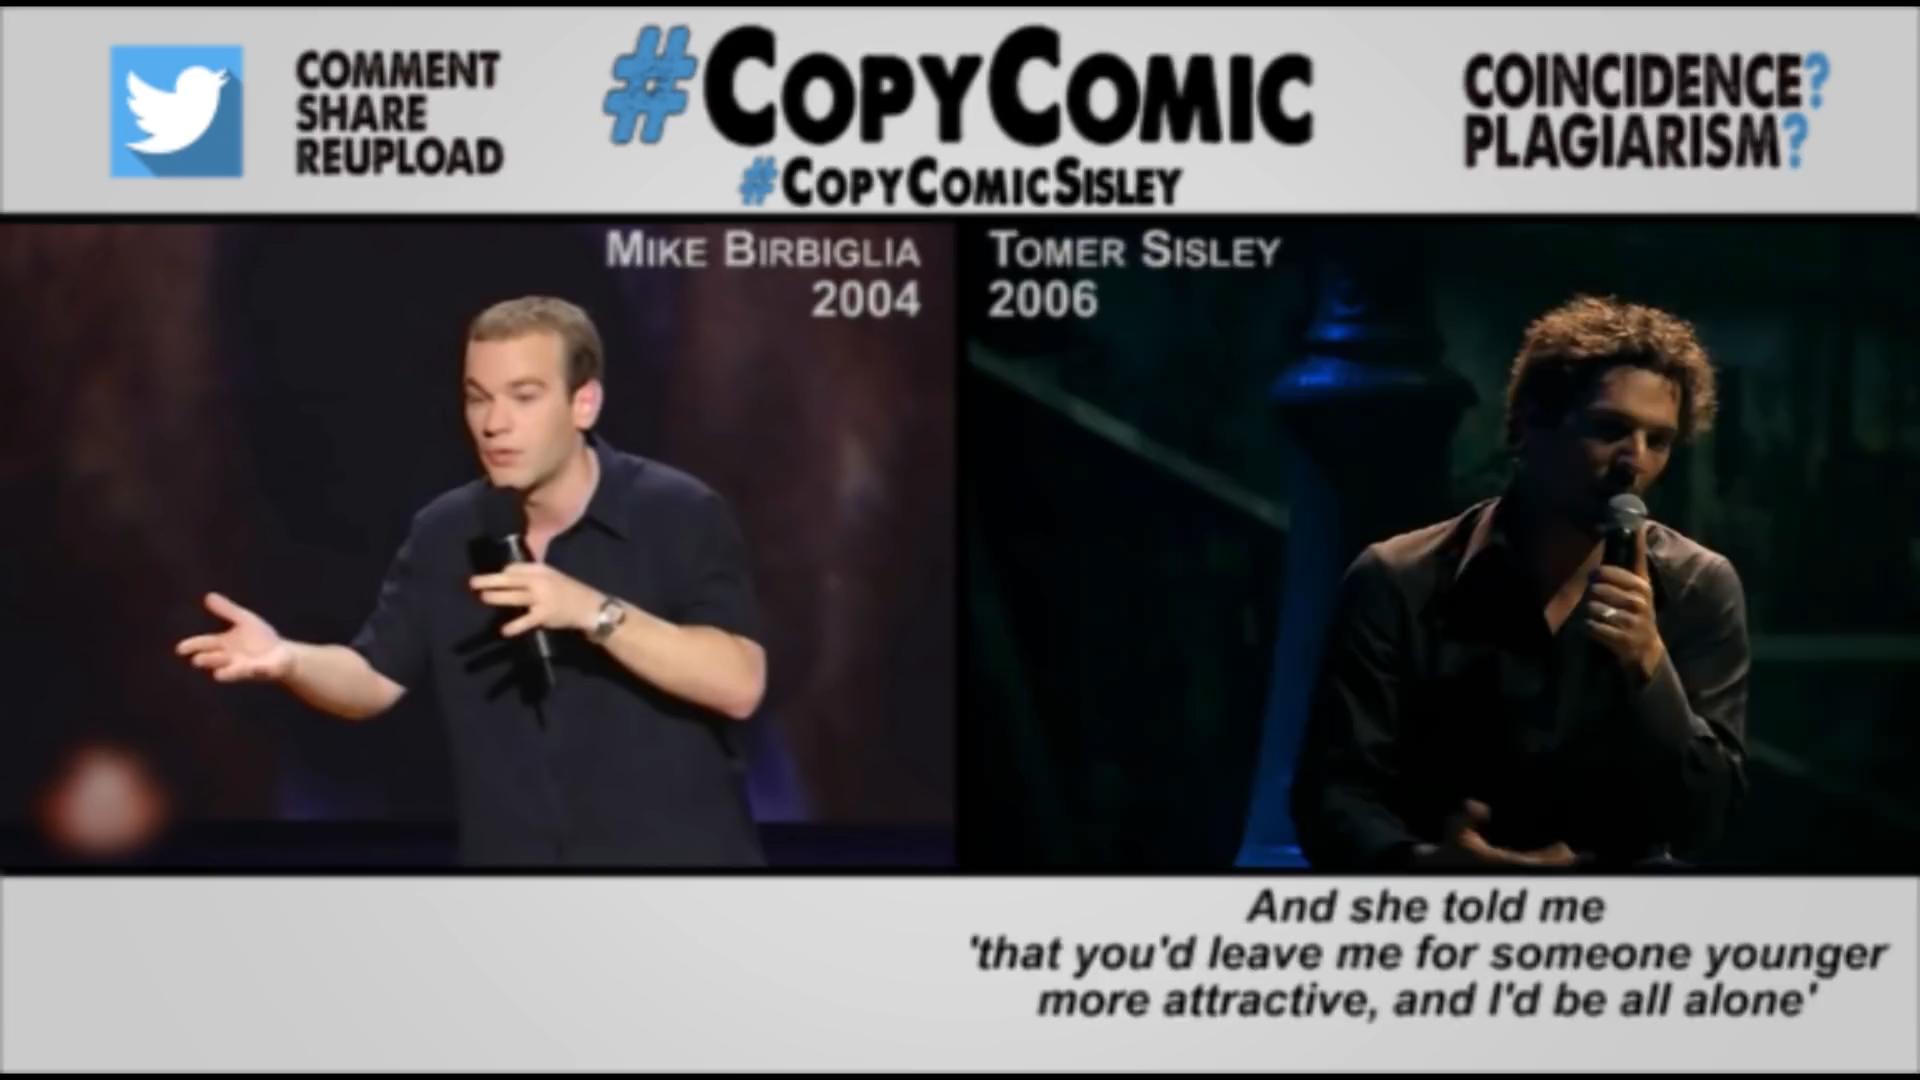 COMMENT
SHARE
REUPLOAD
#COPYCOMIC
#COPYCOMICSISLEY
COINCIDENCE?
PLAGIARISM?
MIKE BIRBIGLIA
2004
TOMER SISLEY
2006
And she told me
'that you'd leave me for someone younger
more attractive, and I'd be all alone'